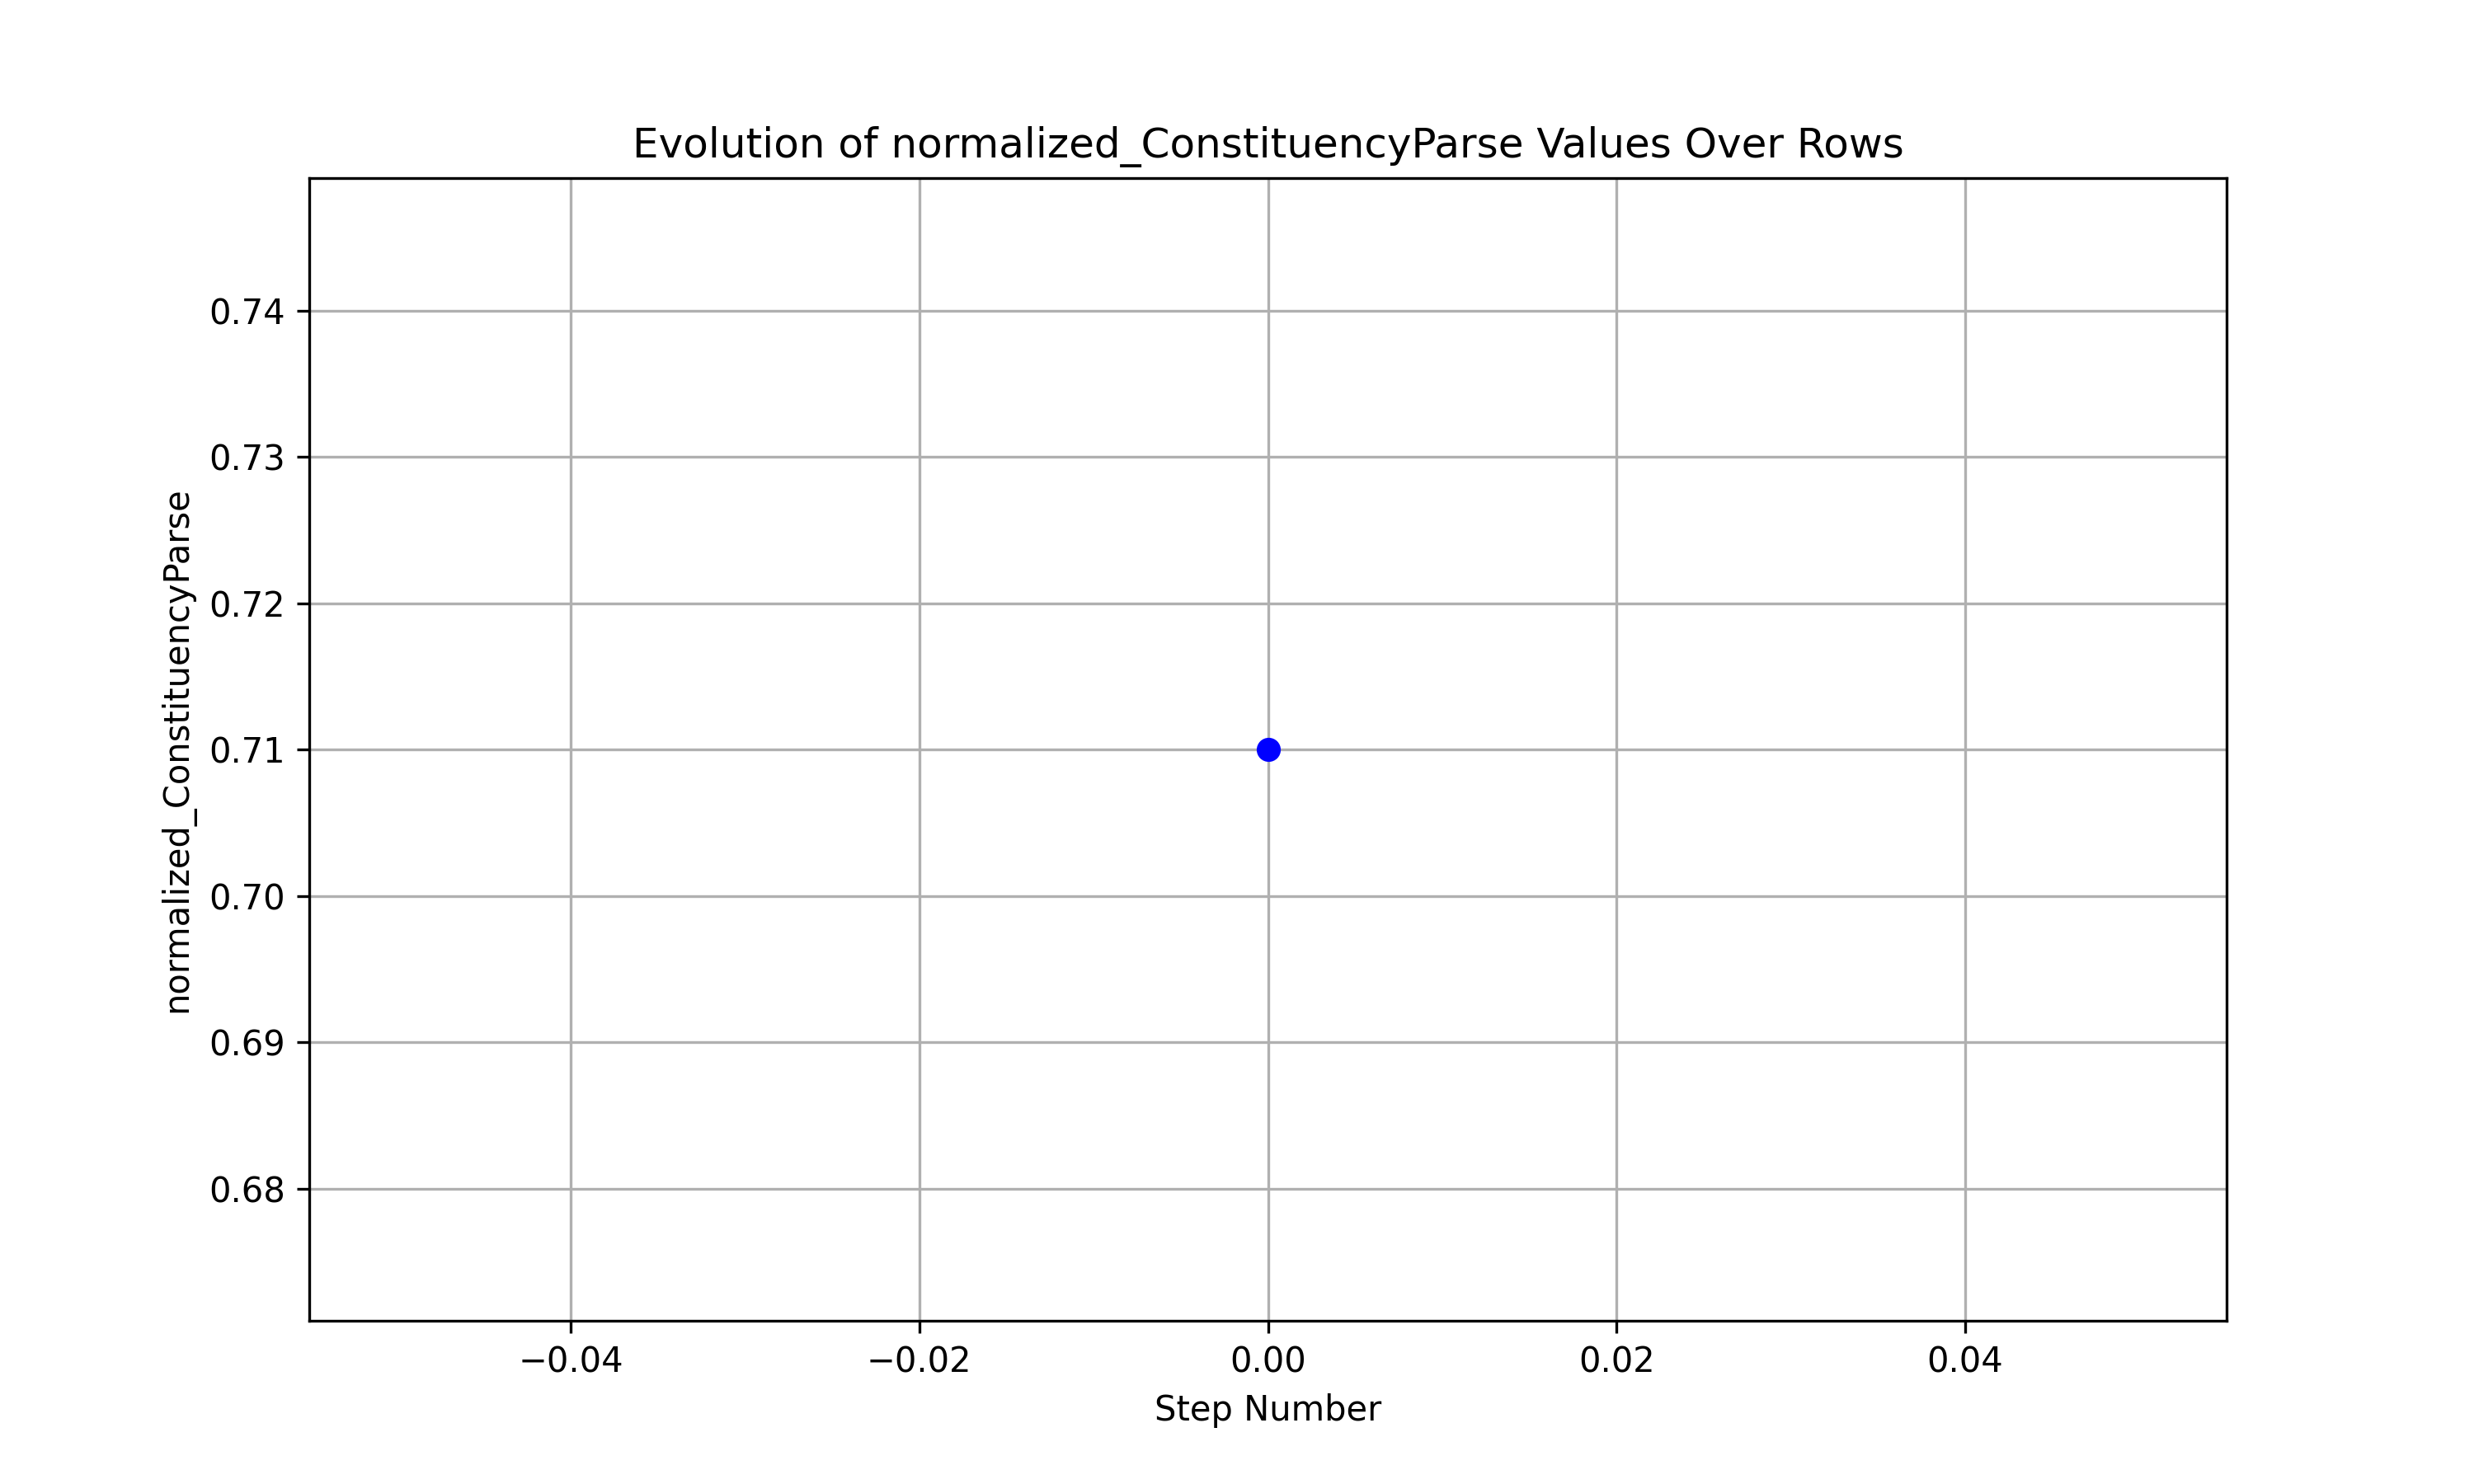 Evolution of normalized_ConstituencyParse Values Over Rows
normalized_ConstituencyParse
0.74
0.73
0.72
0.71
0.70
0.69
0.68
−0.04 −0.02 0.00 0.02 0.04
Step Number